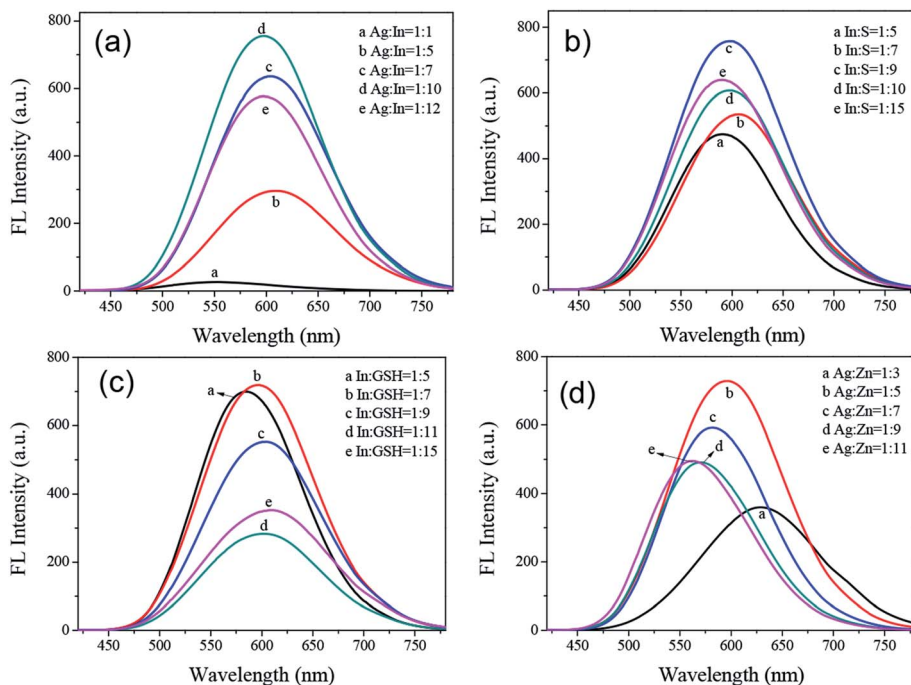 (a)
a Ag:In=1:1
b Ag:In=1:5
c Ag:In=1:7
d Ag:In=1:10
e Ag:In=1:12
d
c
e
b
a
800
600
400
200
0
450 500 550 600 650 700 750
FL Intensity (a.u.)
Wavelength (nm)
b)
a In:S=1:5
b In:S=1:7
c In:S=1:9
d In:S=1:10
e In:S=1:15
c
e
d
b
a
800
600
400
200
0
450 500 550 600 650 700 750
FL Intensity (a.u.)
Wavelength (nm)
(c)
a In:GSH=1:5
b In:GSH=1:7
c In:GSH=1:9
d In:GSH=1:11
e In:GSH=1:15
b
a
c
e
d
800
600
400
200
0
450 500 550 600 650 700 750
FL Intensity (a.u.)
Wavelength (nm)
(d)
a Ag:Zn=1:3
b Ag:Zn=1:5
c Ag:Zn=1:7
d Ag:Zn=1:9
e Ag:Zn=1:11
b
c
e
d
a
800
600
400
200
0
450 500 550 600 650 700 750
FL Intensity (a.u.)
Wavelength (nm)